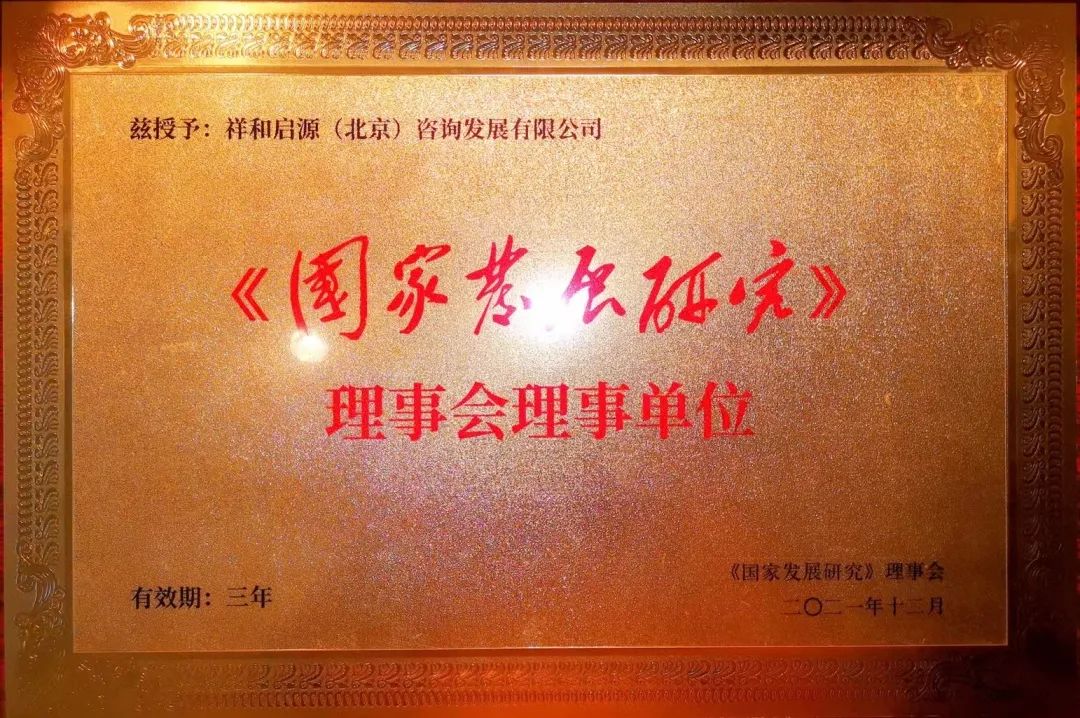 兹授予：祥和启源（北京）咨询发展有限公司
《國家发展研究》
理事会理事单位
有效期：三年
《国家发展研究》理事会
二〇二一年十二月